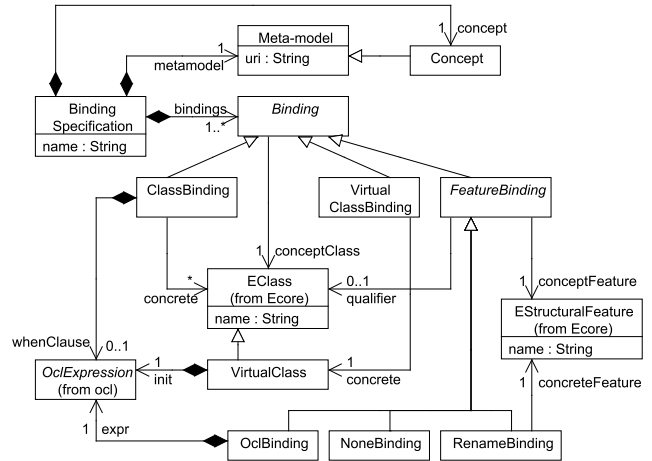 1
concept
Meta-model
uri : String
1
metamodel
Concept
Binding
Specification
name : String
bindings
1..*
Binding
ClassBinding
Virtual
ClassBinding
FeatureBinding
1
conceptClass
*
concrete
EClass
(from Ecore)
name : String
0..1
qualifier
1
conceptFeature
EStructuralFeature
(from Ecore)
name : String
whenClause
0..1
OclExpression
(from ocl)
1
init
VirtualClass
1
concrete
1
concreteFeature
1
expr
OclBinding
NoneBinding
RenameBinding